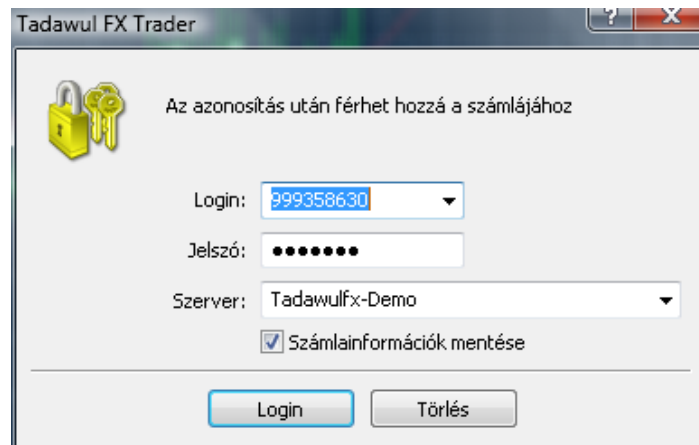 Tadawul FX Trader
Az azonosítás után férhet hozzá a számlájához
Login: 999358630
Jelszó: •••••••
Szerver: Tadawulfx-Demo
Számlainformációk mentése
Login Törlés